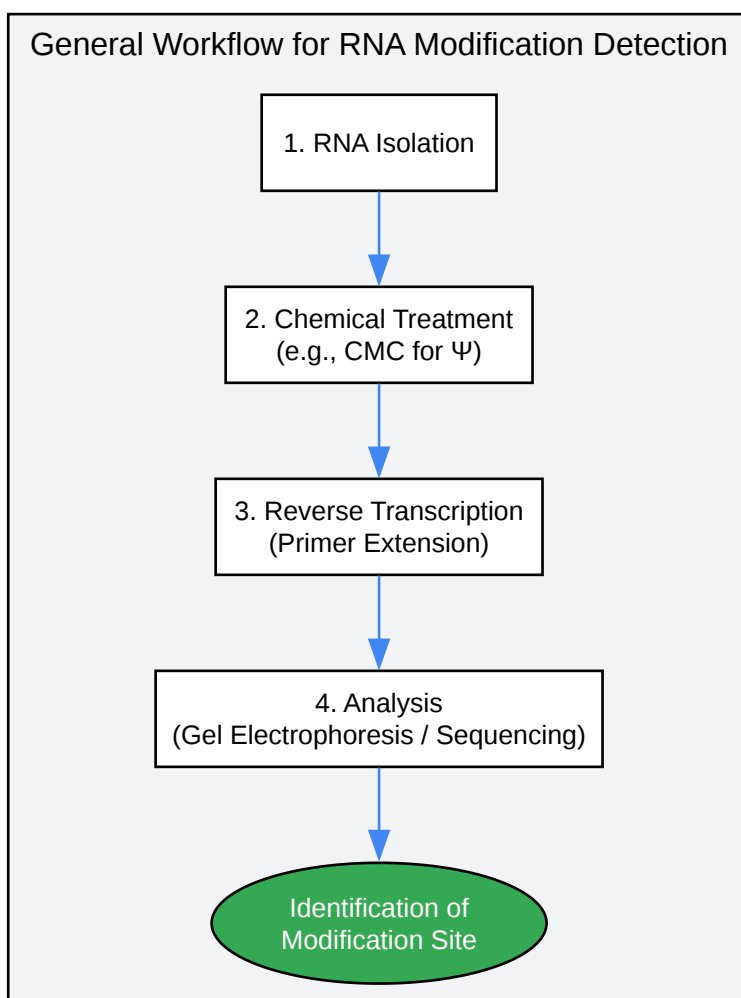 General Workflow for RNA Modification Detection
1. RNA Isolation
2. Chemical Treatment
(e.g., CMC for Ψ)
3. Reverse Transcription
(Primer Extension)
4. Analysis
(Gel Electrophoresis / Sequencing)
Identification of
Modification Site